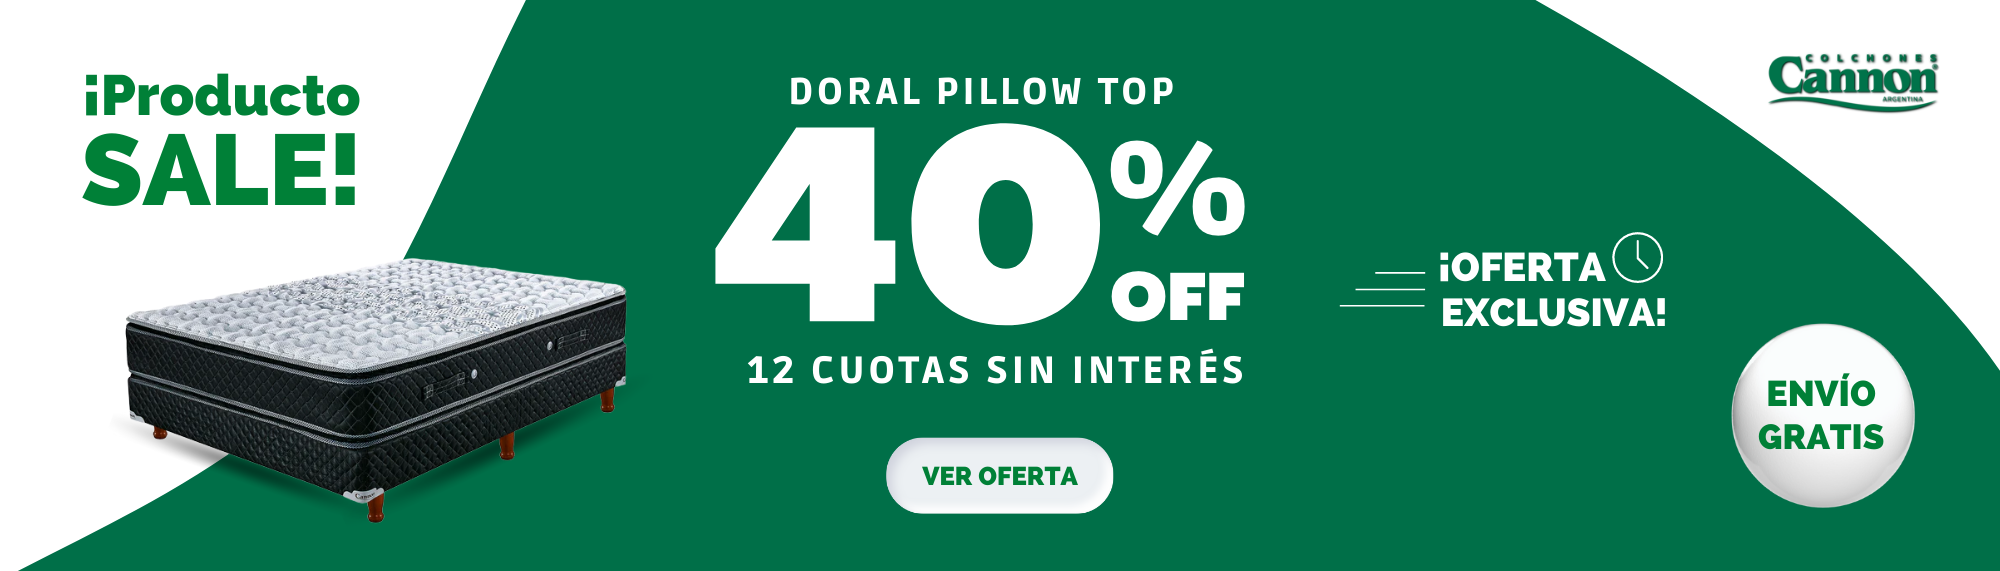 ¡Producto
SALE!
DORAL PILLOW TOP
40%
OFF
12 CUOTAS SIN INTERÉS
VER OFERTA
¡OFERTA
EXCLUSIVA!
COLCHONES
Cannon®
ARGENTINA
ENVÍO
GRATIS
Cannon